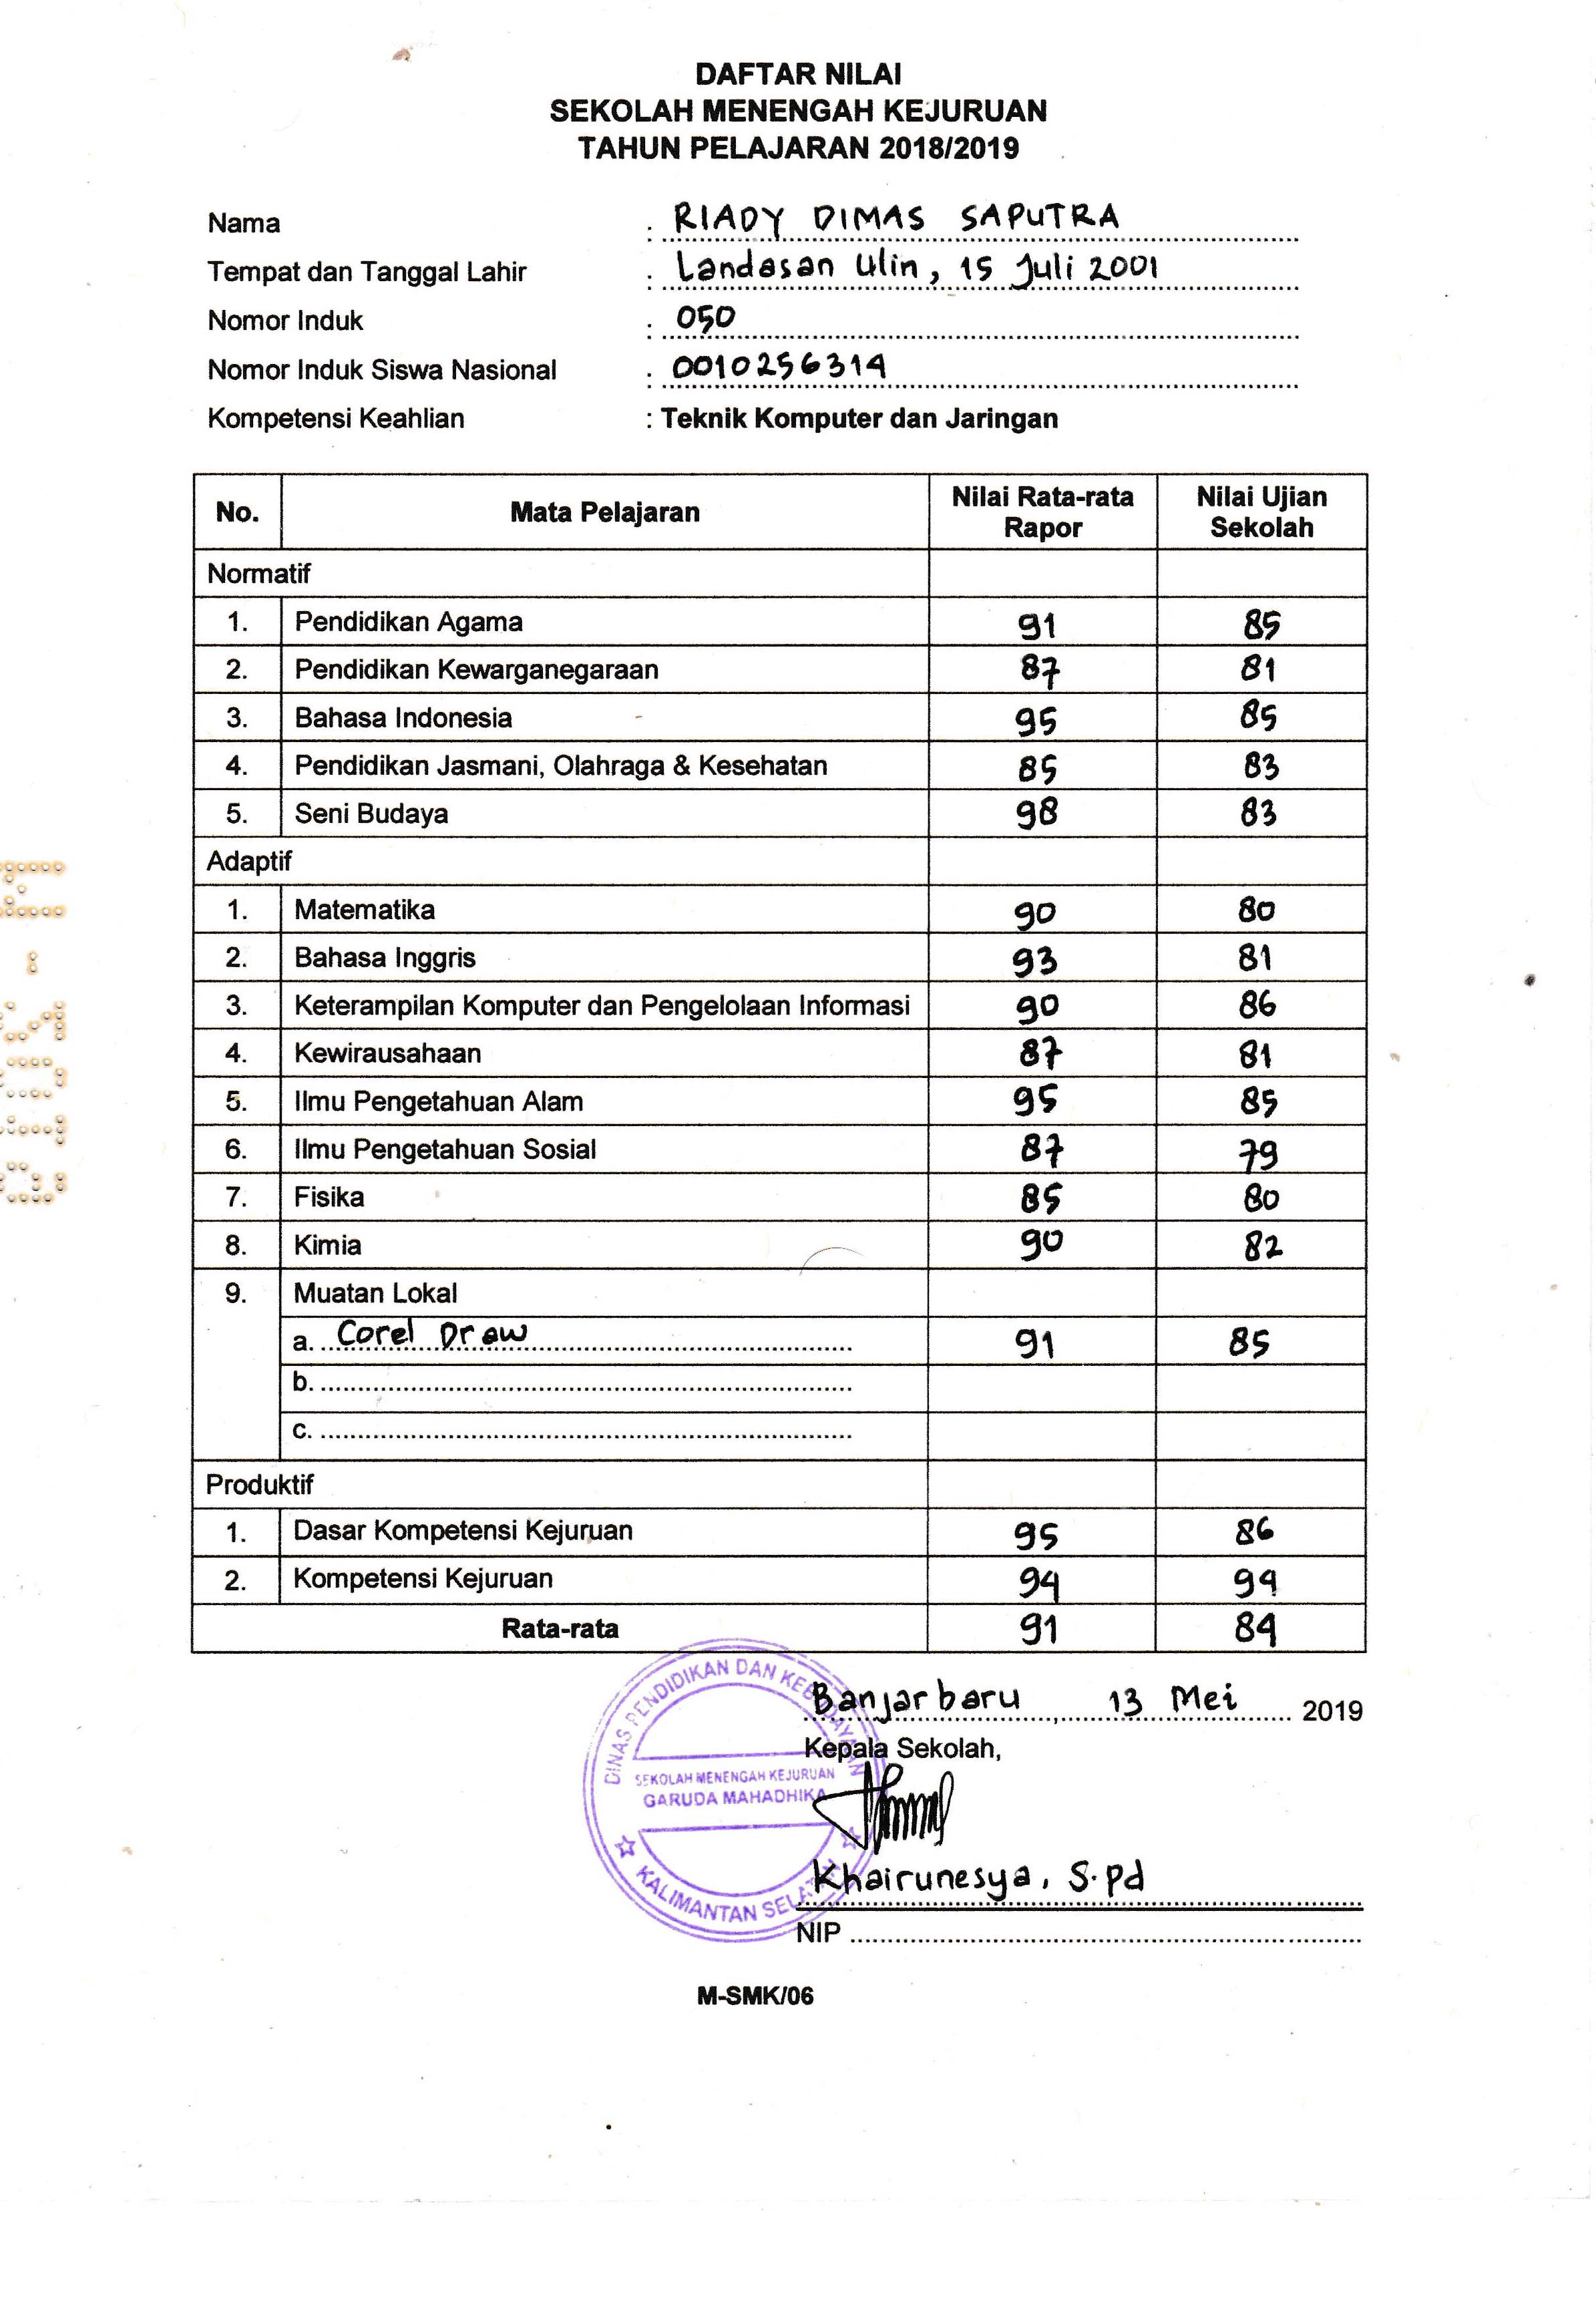 DAFTAR NILAI
SEKOLAH MENENGAH KEJURUAN
TAHUN PELAJARAN 2018/2019
Nama : RIADY DIMAS SAPUTRA
Tempat dan Tanggal Lahir : Landasan Ulin, 15 Juli 2001
Nomor Induk : 050
Nomor Induk Siswa Nasional : 0010256314
Kompetensi Keahlian : Teknik Komputer dan Jaringan
No. Mata Pelajaran Nilai Rata-rata Rapor Nilai Ujian Sekolah
Normatif
1. Pendidikan Agama 91 85
2. Pendidikan Kewarganegaraan 87 81
3. Bahasa Indonesia 95 85
4. Pendidikan Jasmani, Olahraga & Kesehatan 85 83
5. Seni Budaya 98 83
Adaptif
1. Matematika 90 80
2. Bahasa Inggris 93 81
3. Keterampilan Komputer dan Pengelolaan Informasi 90 86
4. Kewirausahaan 87 81
5. Ilmu Pengetahuan Alam 95 85
6. Ilmu Pengetahuan Sosial 87 79
7. Fisika 85 80
8. Kimia 90 82
9. Muatan Lokal
a. Corel Draw 91 85
b.
c.
Produktif
1. Dasar Kompetensi Kejuruan 95 86
2. Kompetensi Kejuruan 94 99
Rata-rata 91 84
Banjarbaru, 13 Mei 2019
Kepala Sekolah,
DINAS PENDIDIKAN DAN KEBUDAYAAN
SEKOLAH MENENGAH KEJURUAN
GARUDA MAHADHIKA
KALIMANTAN SELATAN
Khairunesya, S.pd
NIP
M-SMK/06